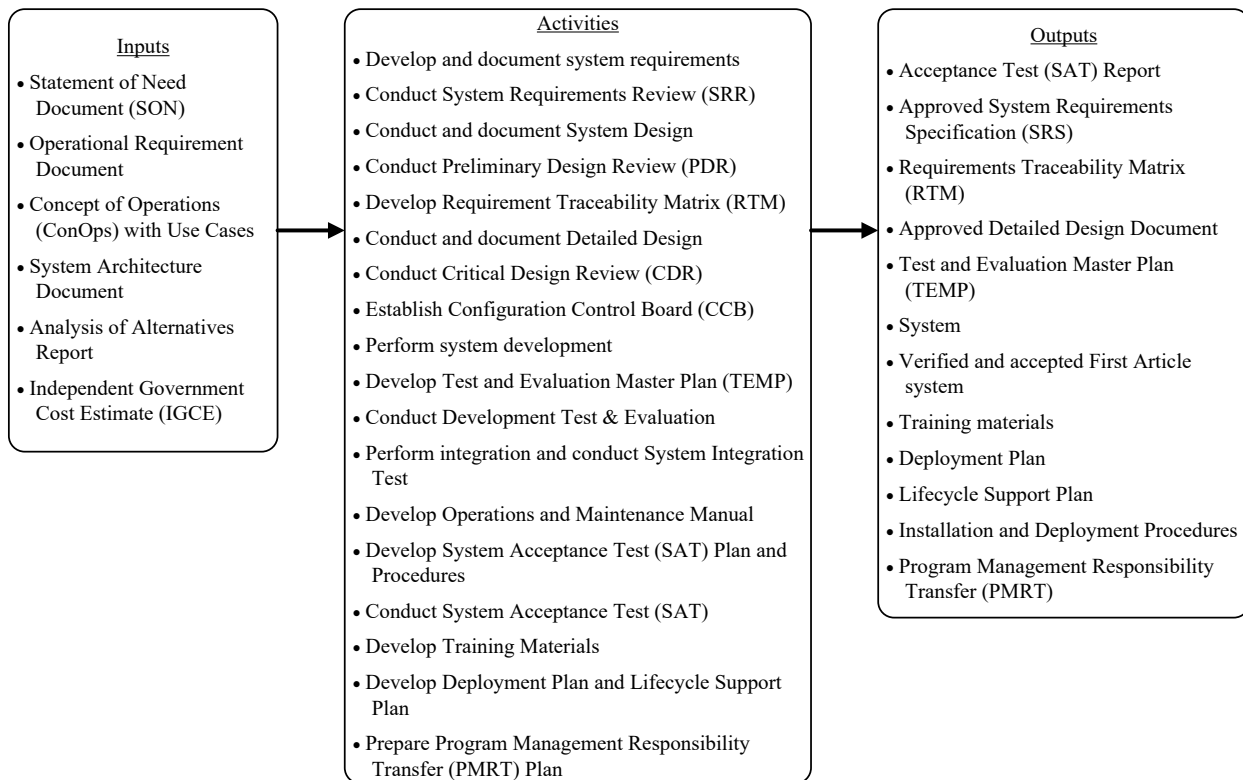 Inputs
• Statement of Need
Document (SON)
• Operational Requirement
Document
• Concept of Operations
(ConOps) with Use Cases
• System Architecture
Document
• Analysis of Alternatives
Report
• Independent Government
Cost Estimate (IGCE)
Activities
• Develop and document system requirements
• Conduct System Requirements Review (SRR)
• Conduct and document System Design
• Conduct Preliminary Design Review (PDR)
• Develop Requirement Traceability Matrix (RTM)
• Conduct and document Detailed Design
• Conduct Critical Design Review (CDR)
• Establish Configuration Control Board (CCB)
• Perform system development
• Develop Test and Evaluation Master Plan (TEMP)
• Conduct Development Test & Evaluation
• Perform integration and conduct System Integration
Test
• Develop Operations and Maintenance Manual
• Develop System Acceptance Test (SAT) Plan and
Procedures
• Conduct System Acceptance Test (SAT)
• Develop Training Materials
• Develop Deployment Plan and Lifecycle Support
Plan
• Prepare Program Management Responsibility
Transfer (PMRT) Plan
Outputs
• Acceptance Test (SAT) Report
• Approved System Requirements
Specification (SRS)
• Requirements Traceability Matrix
(RTM)
• Approved Detailed Design Document
• Test and Evaluation Master Plan
(TEMP)
• System
• Verified and accepted First Article
system
• Training materials
• Deployment Plan
• Lifecycle Support Plan
• Installation and Deployment Procedures
• Program Management Responsibility
Transfer (PMRT)